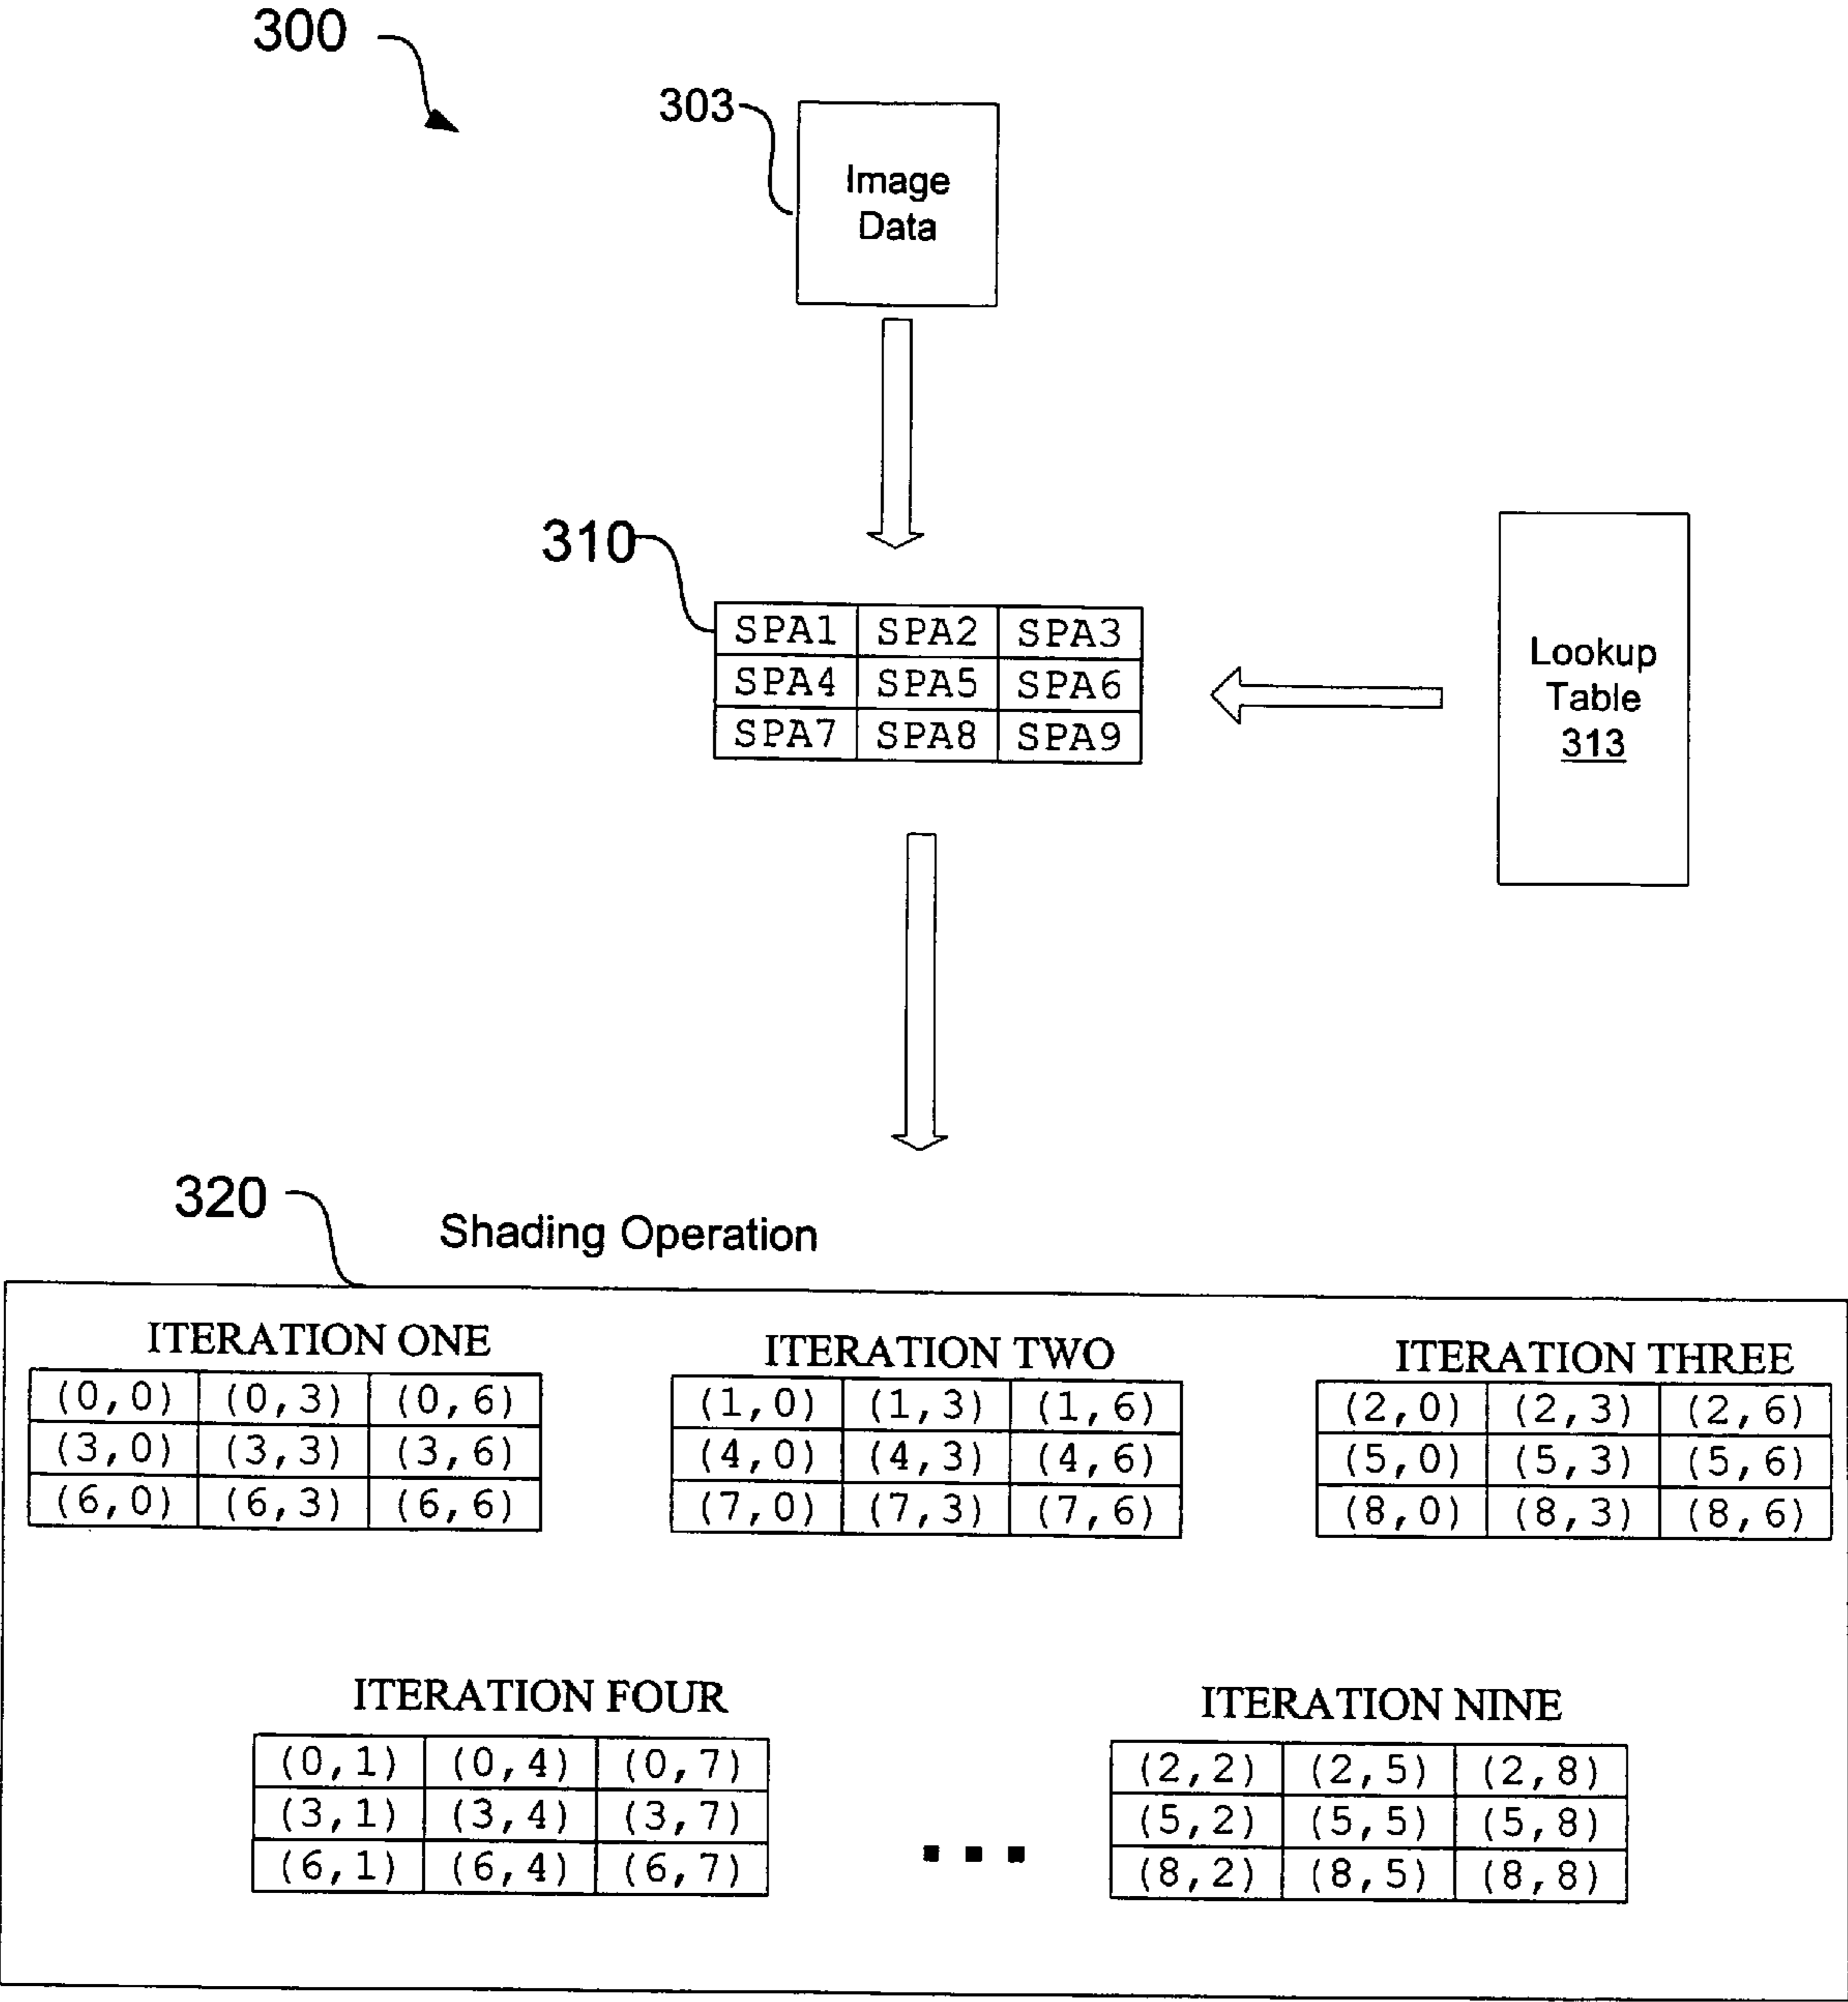 300
303
Image
Data
310
SPA1 SPA2 SPA3
SPA4 SPA5 SPA6
SPA7 SPA8 SPA9
Lookup
Table
313
320
Shading Operation
ITERATION ONE
(0,0) (0,3) (0,6)
(3,0) (3,3) (3,6)
(6,0) (6,3) (6,6)
ITERATION TWO
(1,0) (1,3) (1,6)
(4,0) (4,3) (4,6)
(7,0) (7,3) (7,6)
ITERATION THREE
(2,0) (2,3) (2,6)
(5,0) (5,3) (5,6)
(8,0) (8,3) (8,6)
ITERATION FOUR
(0,1) (0,4) (0,7)
(3,1) (3,4) (3,7)
(6,1) (6,4) (6,7)
...
ITERATION NINE
(2,2) (2,5) (2,8)
(5,2) (5,5) (5,8)
(8,2) (8,5) (8,8)